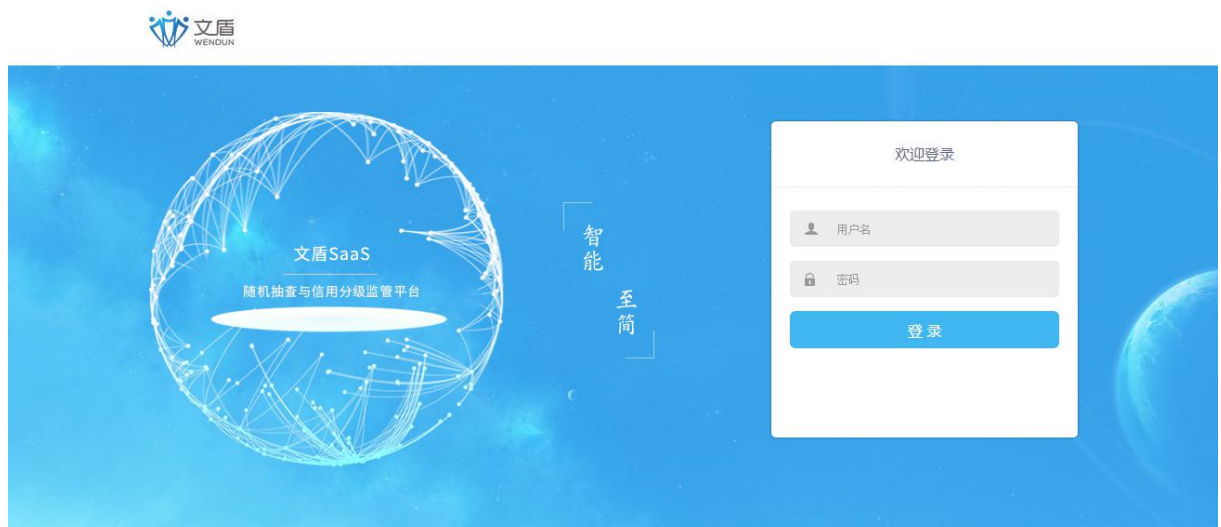 文盾
WENDUN
文盾SaaS
随机抽查与信用分级监管平台
智能
至简
欢迎登录
用户名
密码
登录